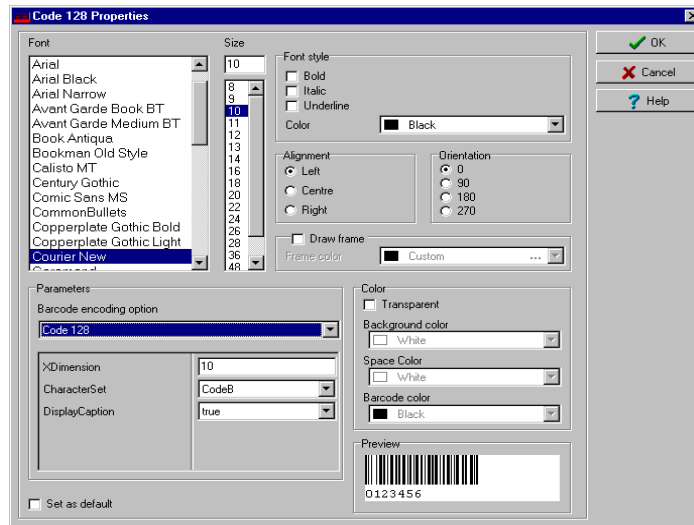 Code 128 Properties
Font
Arial
Arial Black
Arial Narrow
Avant Garde Book BT
Avant Garde Medium BT
Book Antiqua
Bookman Old Style
Calisto MT
Century Gothic
Comic Sans MS
CommonBullets
Copperplate Gothic Bold
Copperplate Gothic Light
Courier New
Garamond
Size
10
8
9
10
11
12
13
14
16
18
20
22
24
26
28
36
48
Font style
Bold
Italic
Underline
Color
Black
Alignment
Left
Centre
Right
Orientation
0
90
180
270
Draw frame
Frame color
Custom
...
OK
Cancel
Help
Parameters
Barcode encoding option
Code 128
XDimension
10
CharacterSet
CodeB
DisplayCaption
true
Color
Transparent
Background color
White
Space Color
White
Barcode color
Black
Preview
0123456
Set as default